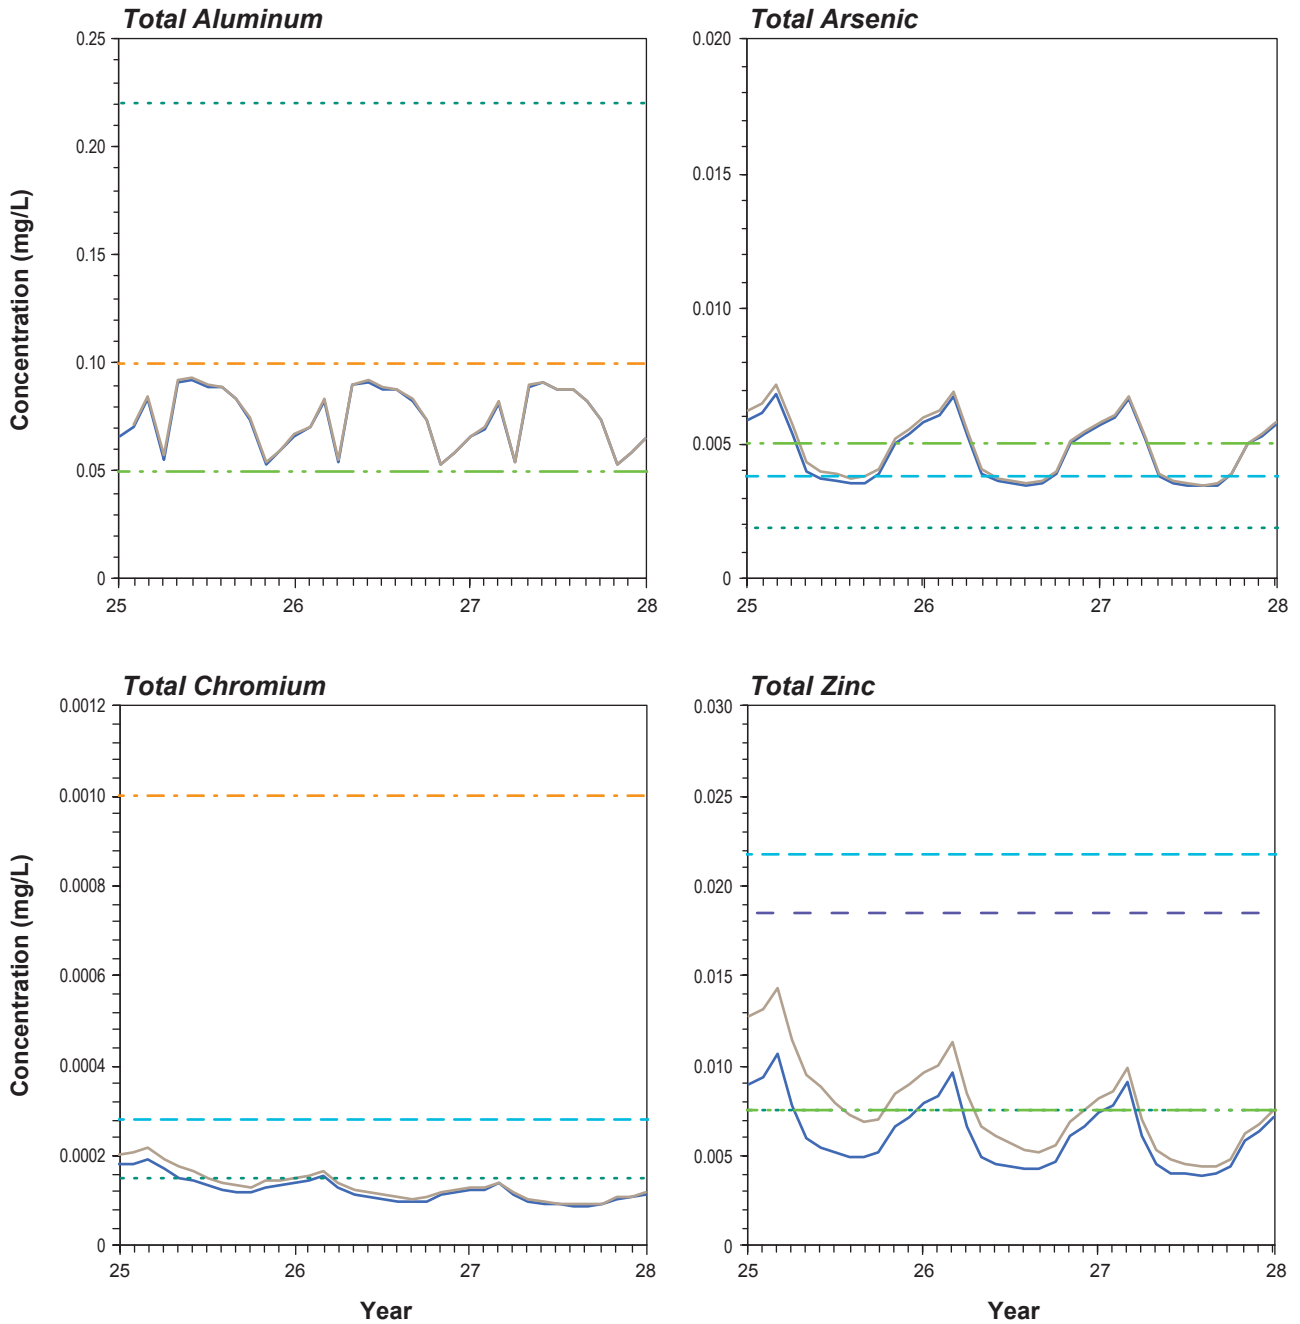 Total Aluminum
0.25
0.20
0.15
0.10
0.05
0
25 26 27 28
Concentration (mg/L)
Total Arsenic
0.020
0.015
0.010
0.005
0
25 26 27 28
Total Chromium
0.0012
0.0010
0.0008
0.0006
0.0004
0.0002
0
25 26 27 28
Concentration (mg/L)
Year
Total Zinc
0.030
0.025
0.020
0.015
0.010
0.005
0
25 26 27 28
Year